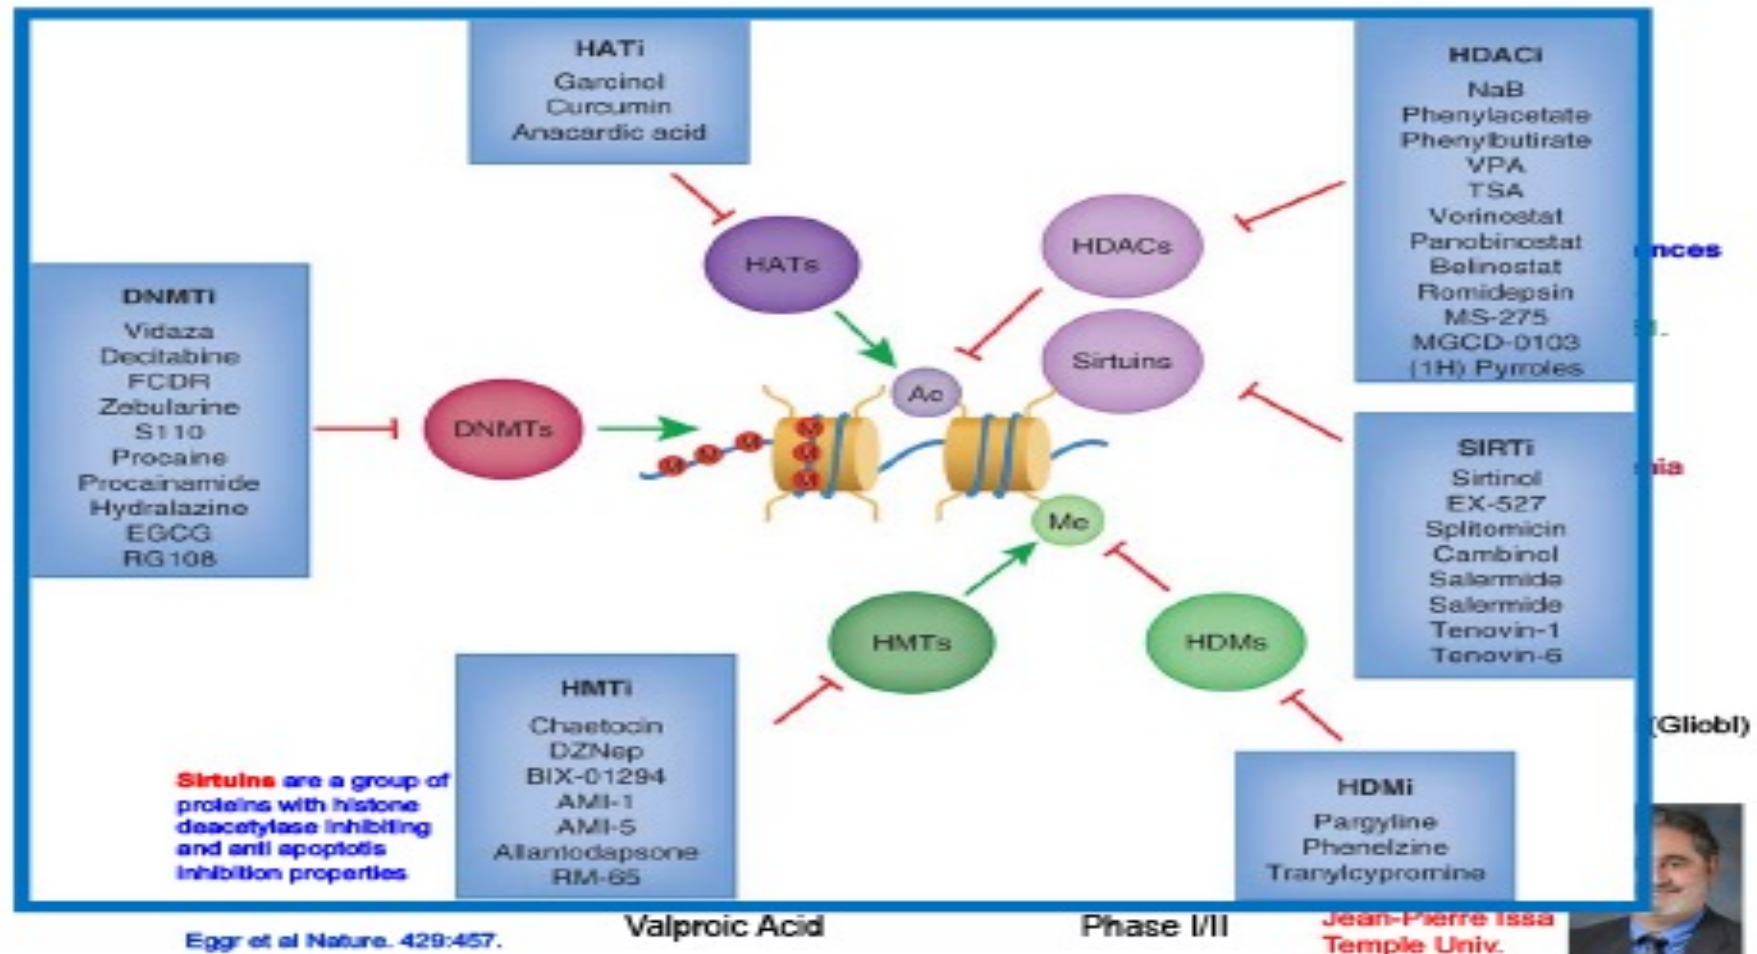 HATi
Garcinol
Curcumin
Anacardic acid
HDACi
NaB
Phenylacetate
Phenylbutirate
VPA
TSA
Vorinostat
Panobinostat
Belinostat
Romidepsin
MS-275
MGCD-0103
(1H) Pyrroles
HATs
HDACs
nces
DNMTi
Vidaza
Decitabine
FCDR
Zebularine
S110
Procaine
Procainamide
Hydralazine
EGCG
RG108
DNMTs
Sirtuins
Ac
M
M
M
M
M
M
SIRTi
Sirtinol
EX-527
Splitomicin
Cambinol
Salermide
Salermide
Tenovin-1
Tenovin-6
Me
HMTs
HDMs
HMTi
Chaetocin
DZNep
BIX-01294
AMI-1
AMI-5
Allantodapsone
RM-65
(Gliobl)
HDMi
Pargyline
Phenelzine
Tranylcypromine
Sirtuins are a group of
proteins with histone
deacetylase inhibiting
and anti apoptotis
inhibition properties
Valproic Acid
Phase I/II
Jean-Pierre Issa
Temple Univ.
Eggr et al Nature. 429:457.